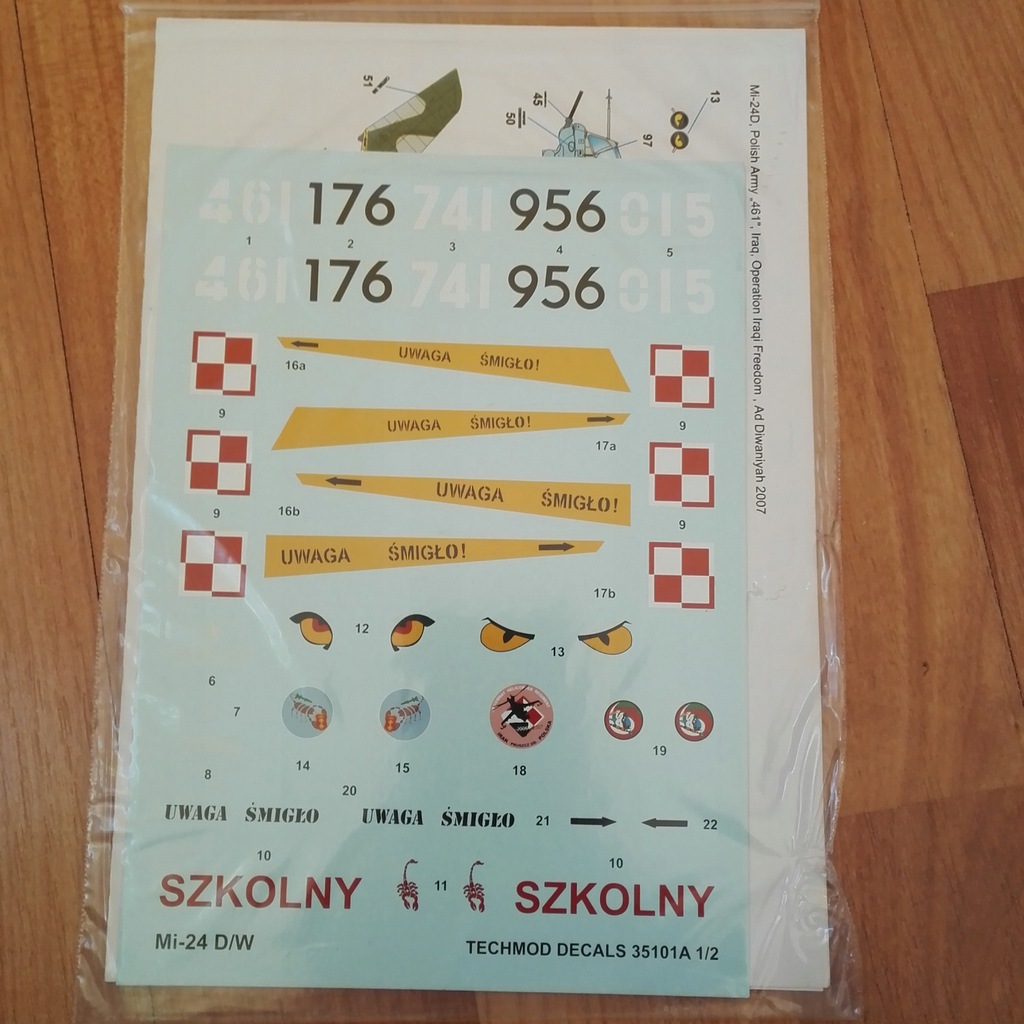 51
45
50
97
13
Mi-24D, Polish Army „461", Iraq, Operation Iraqi Freedom , Ad Diwaniyah 2007
461 176 741 956 015
1 2 3 4 5
461 176 741 956 015
UWAGA ŚMIGŁO!
16a
9
UWAGA ŚMIGŁO!
17a
9
UWAGA ŚMIGŁO!
16b
9
9
UWAGA ŚMIGŁO!
17b
12
13
6
7
14
15
18
19
8
20
UWAGA ŚMIGŁO UWAGA ŚMIGŁO 21 22
10 10
SZKOLNY 11 SZKOLNY
Mi-24 D/W TECHMOD DECALS 35101A 1/2